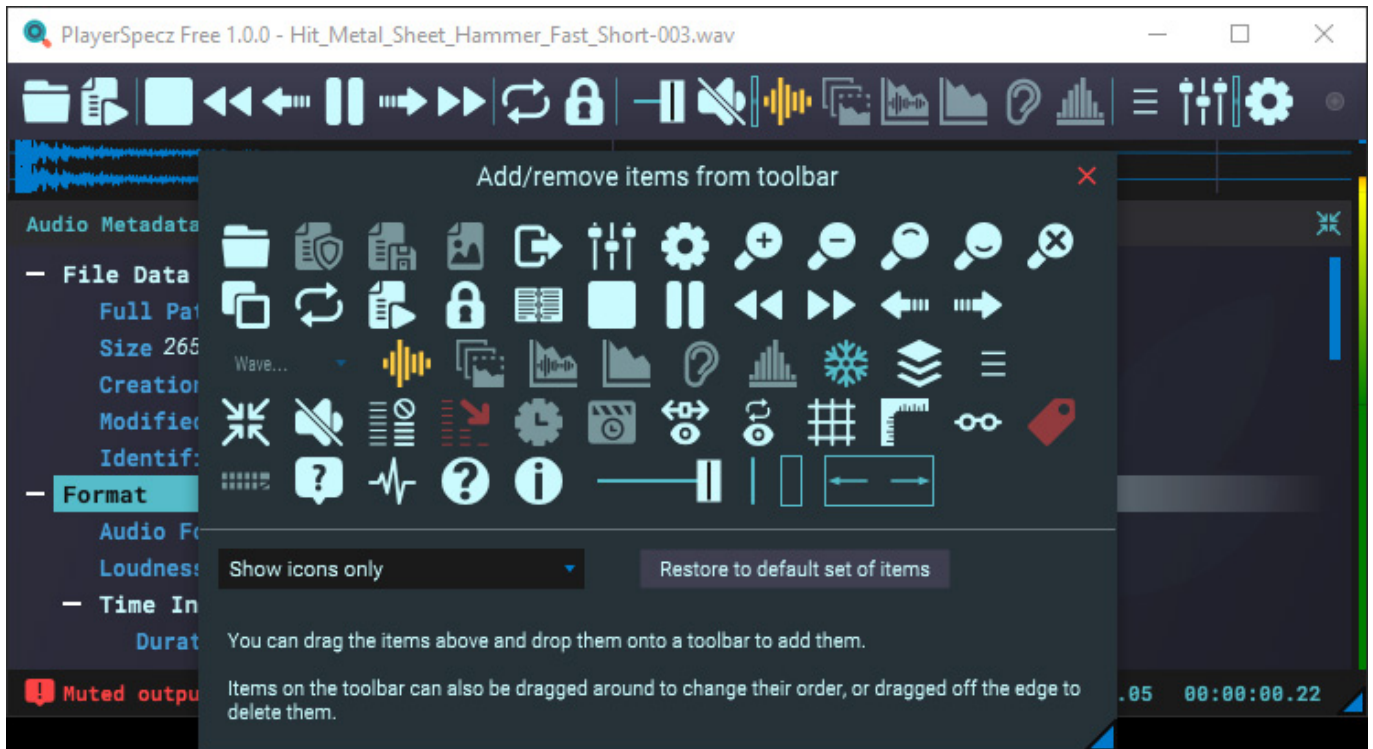 PlayerSpecz Free 1.0.0 - Hit_Metal_Sheet_Hammer_Fast_Short-003.wav
Add/remove items from toolbar
Audio Metadata
File Data
Full Pat
Size 265
Creation
Modified
Identif
Format
Audio Fo
Loudness
Time In
Durat
Wave...
Show icons only
Restore to default set of items
You can drag the items above and drop them onto a toolbar to add them.
Items on the toolbar can also be dragged around to change their order, or dragged off the edge to
delete them.
Muted outpu
.05 00:00:00.22